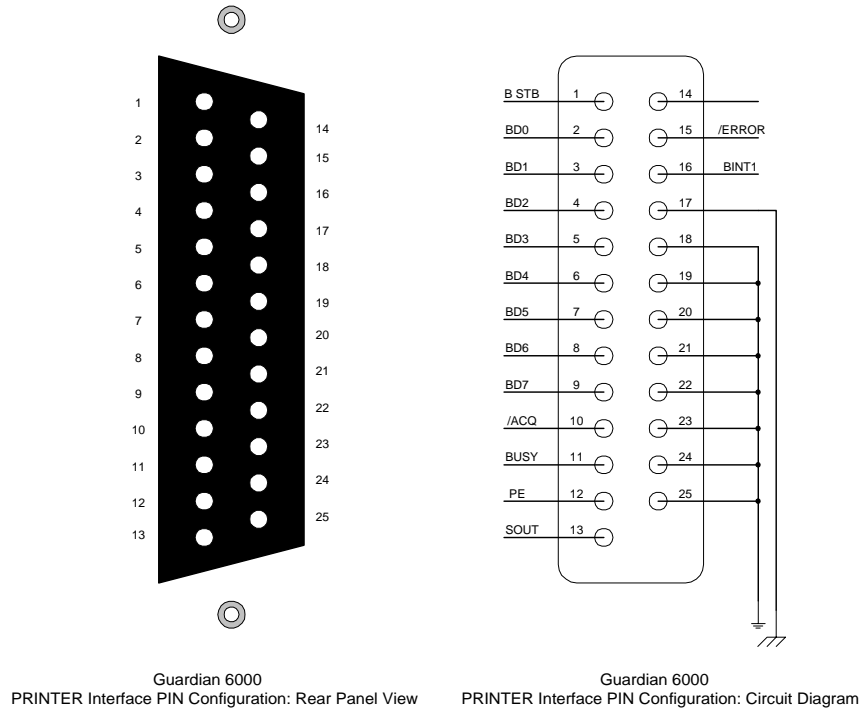 1
2
3
4
5
6
7
8
9
10
11
12
13
14
15
16
17
18
19
20
21
22
23
24
25
B STB 1 14
BD0 2 15 /ERROR
BD1 3 16 BINT1
BD2 4 17
BD3 5 18
BD4 6 19
BD5 7 20
BD6 8 21
BD7 9 22
/ACQ 10 23
BUSY 11 24
PE 12 25
SOUT 13
Guardian 6000
PRINTER Interface PIN Configuration: Rear Panel View
Guardian 6000
PRINTER Interface PIN Configuration: Circuit Diagram